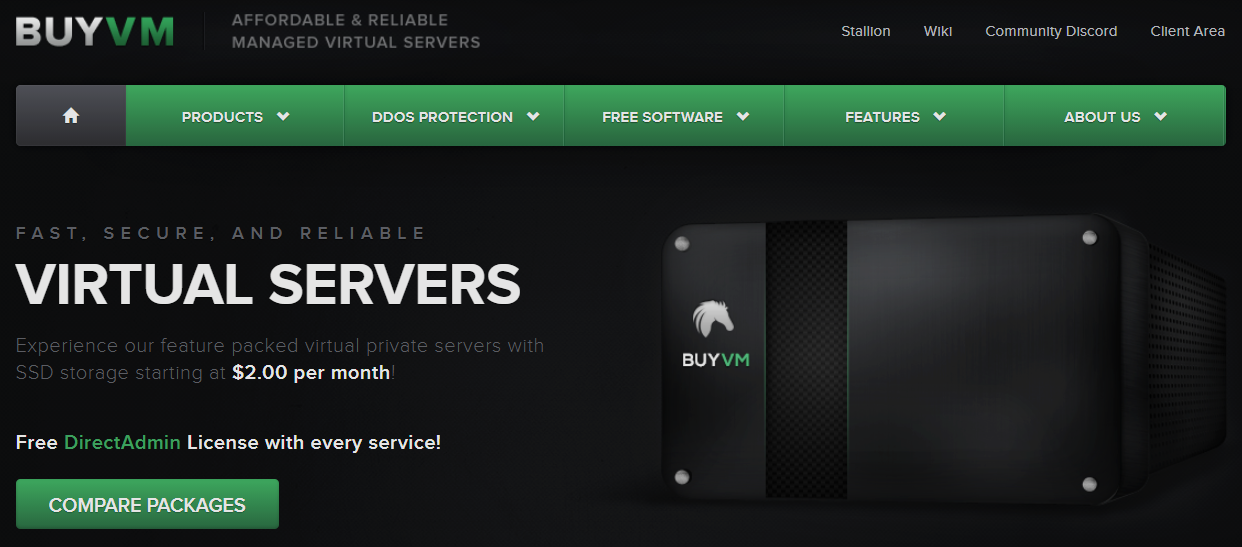 BUYVM
AFFORDABLE & RELIABLE
MANAGED VIRTUAL SERVERS
Stallion Wiki Community Discord Client Area
PRODUCTS DDOS PROTECTION FREE SOFTWARE FEATURES ABOUT US
FAST, SECURE, AND RELIABLE
VIRTUAL SERVERS
Experience our feature packed virtual private servers with
SSD storage starting at $2.00 per month!
BUYVM
Free DirectAdmin License with every service!
COMPARE PACKAGES